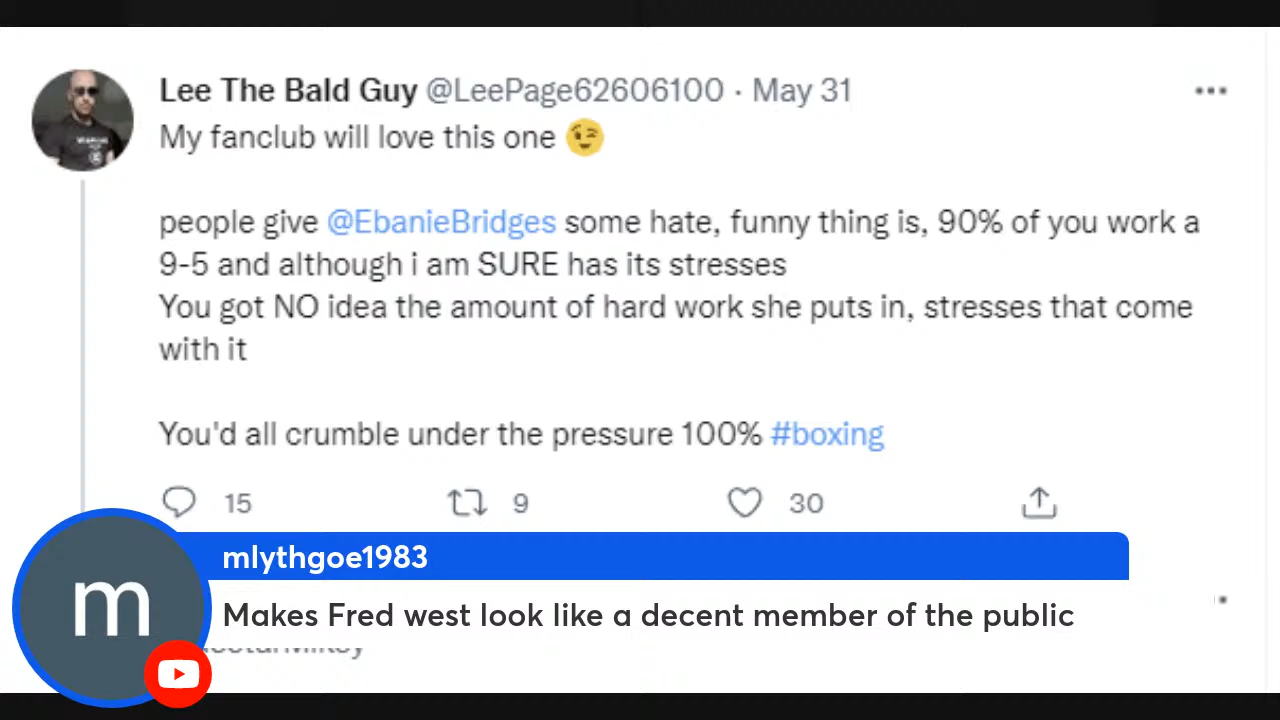 Lee The Bald Guy @LeePage62606100 · May 31
My fanclub will love this one 😉
people give @EbanieBridges some hate, funny thing is, 90% of you work a
9-5 and although i am SURE has its stresses
You got NO idea the amount of hard work she puts in, stresses that come
with it
You'd all crumble under the pressure 100% #boxing
15 9 30
m
mlythgoe1983
Makes Fred west look like a decent member of the public